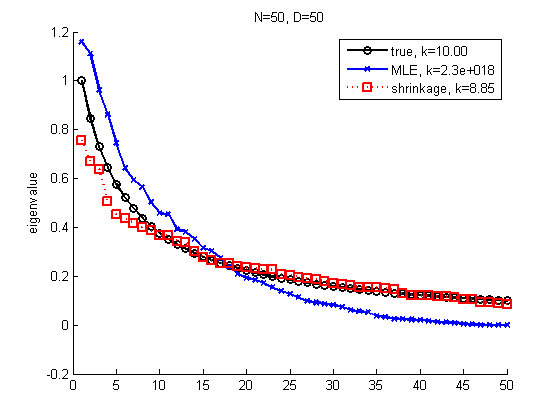 N=50, D=50
true, k=10.00
MLE, k=2.3e+018
shrinkage, k=8.85
eigenvalue
1.2
1
0.8
0.6
0.4
0.2
0
-0.2
0 5 10 15 20 25 30 35 40 45 50